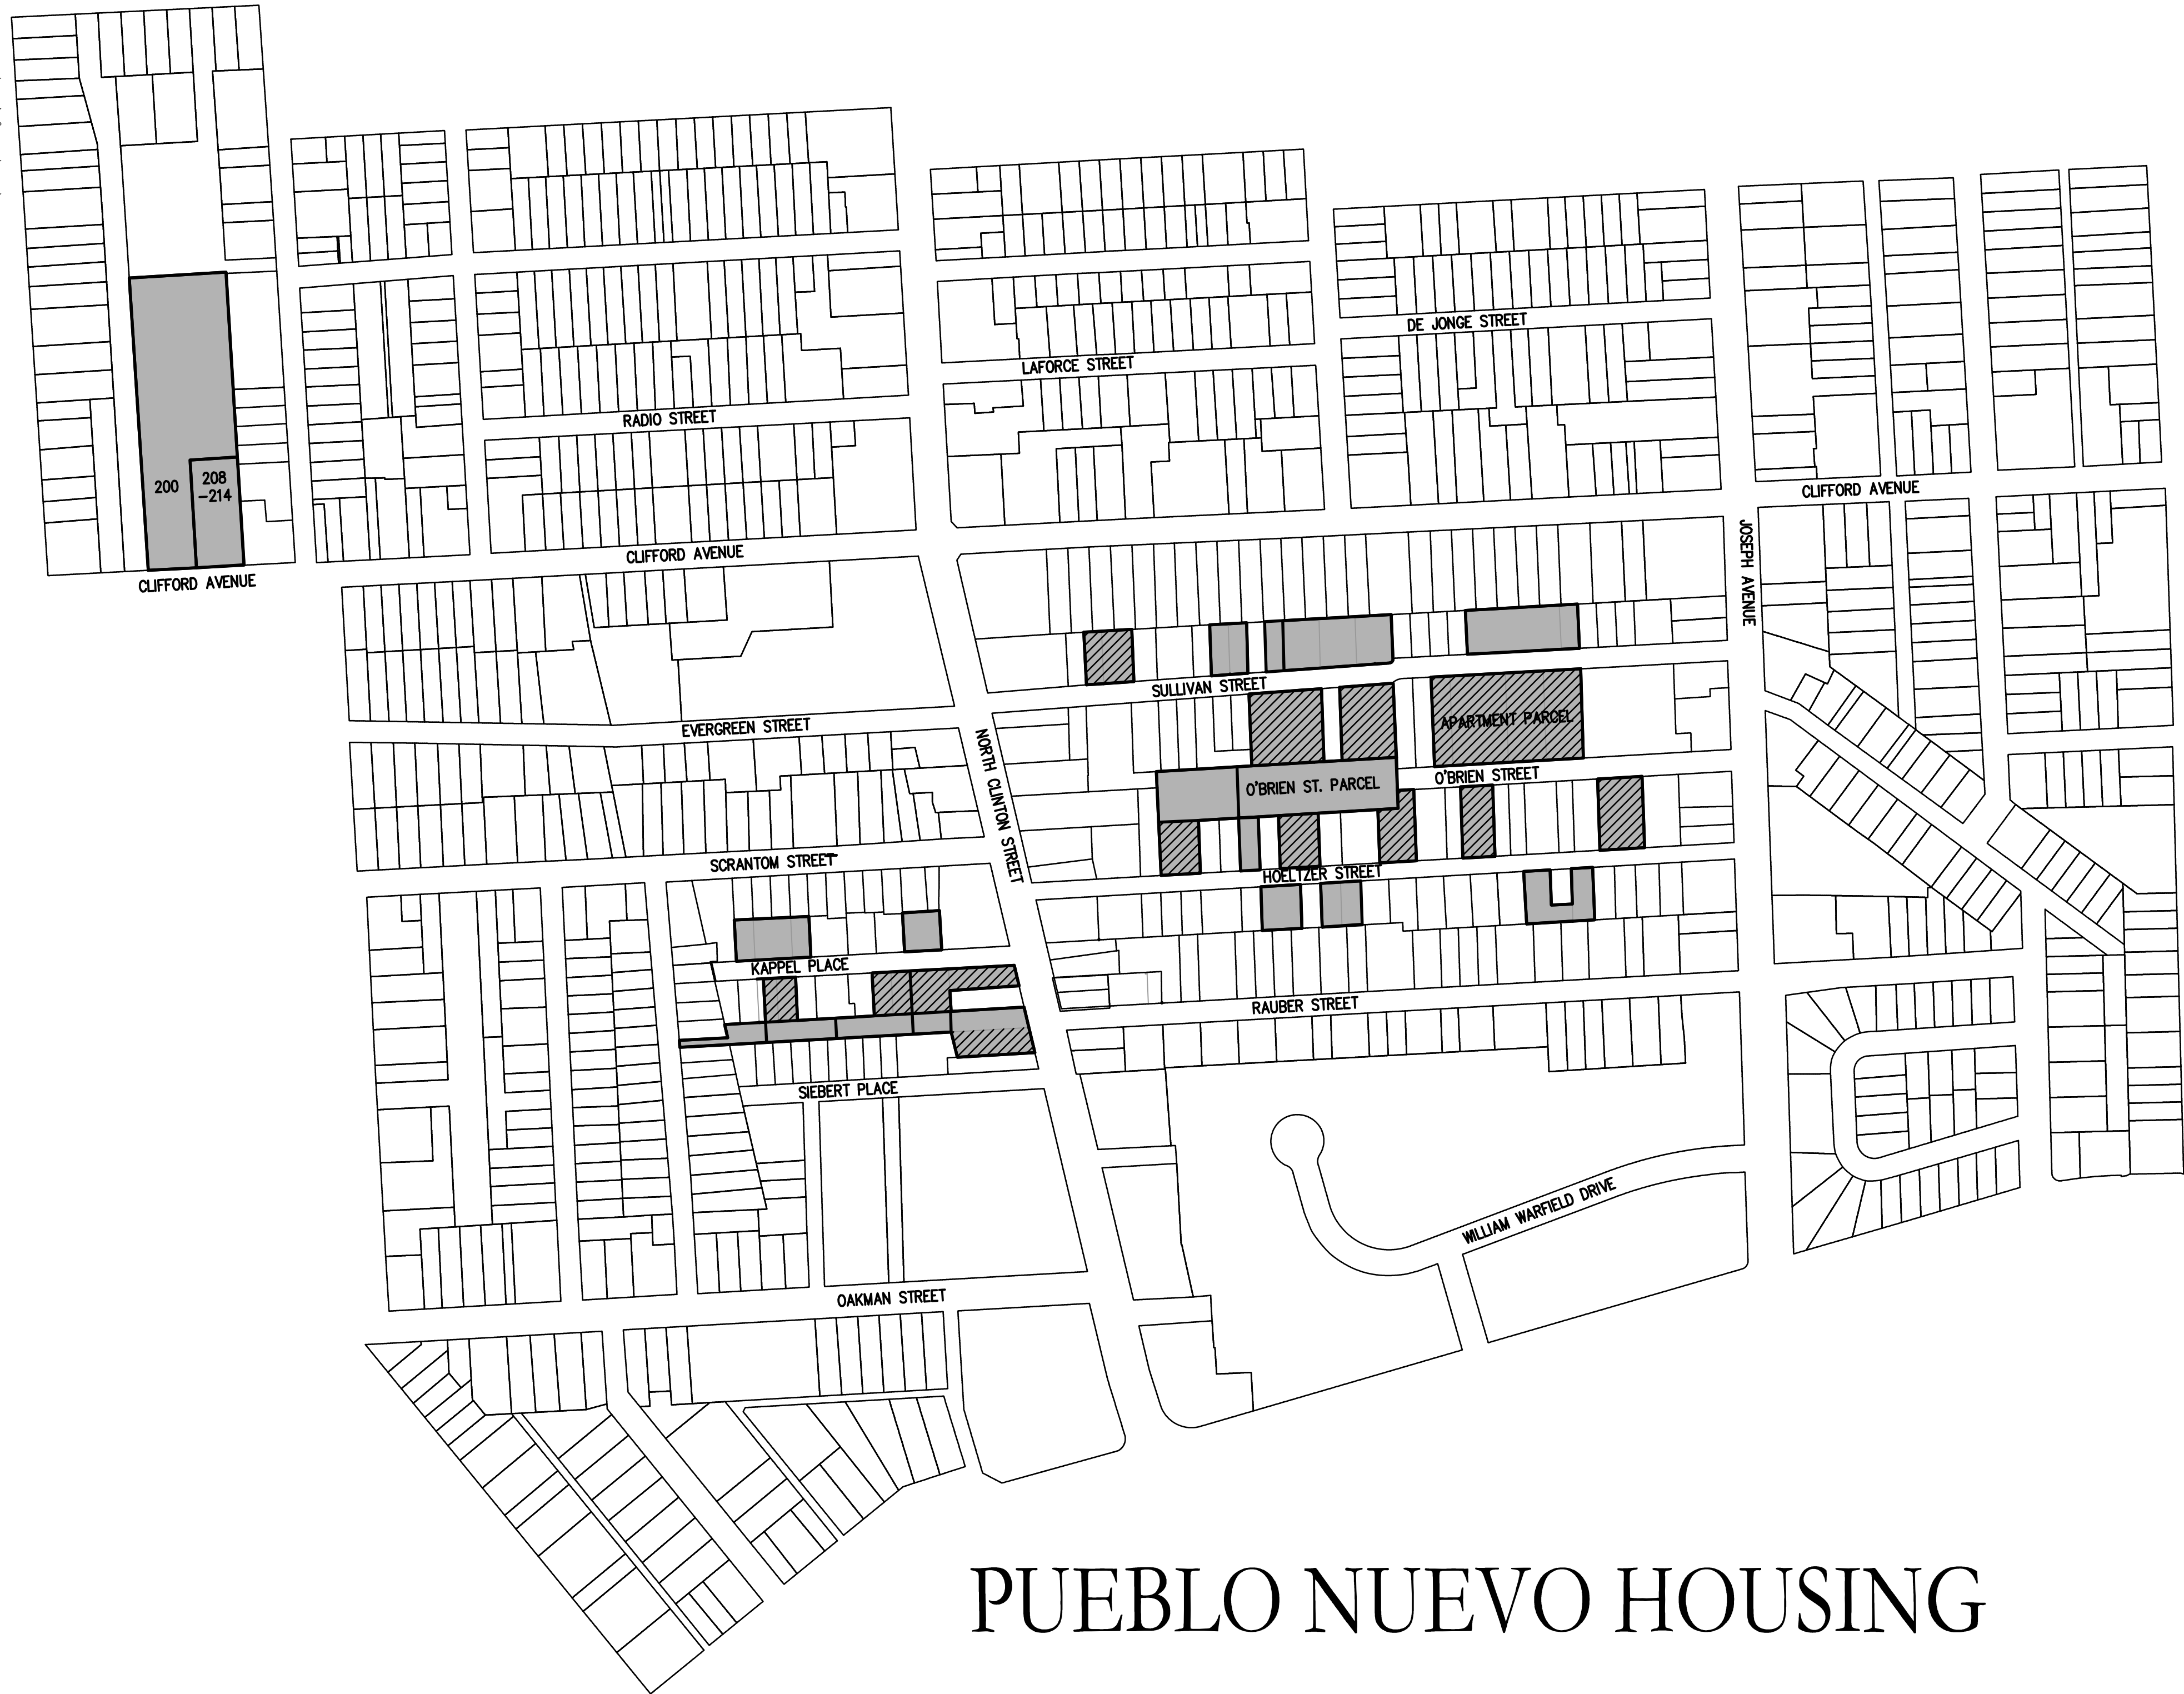 DE JONGE STREET
LAFORCE STREET
RADIO STREET
200
208
-214
CLIFFORD AVENUE
CLIFFORD AVENUE
CLIFFORD AVENUE
JOSEPH AVENUE
SULLIVAN STREET
EVERGREEN STREET
APARTMENT PARCEL
NORTH CLINTON STREET
O'BRIEN STREET
O'BRIEN ST. PARCEL
SCRANTOM STREET
HOELTZER STREET
KAPPEL PLACE
RAUBER STREET
SIEBERT PLACE
WILLIAM WARFIELD DRIVE
OAKMAN STREET
PUEBLO NUEVO HOUSING